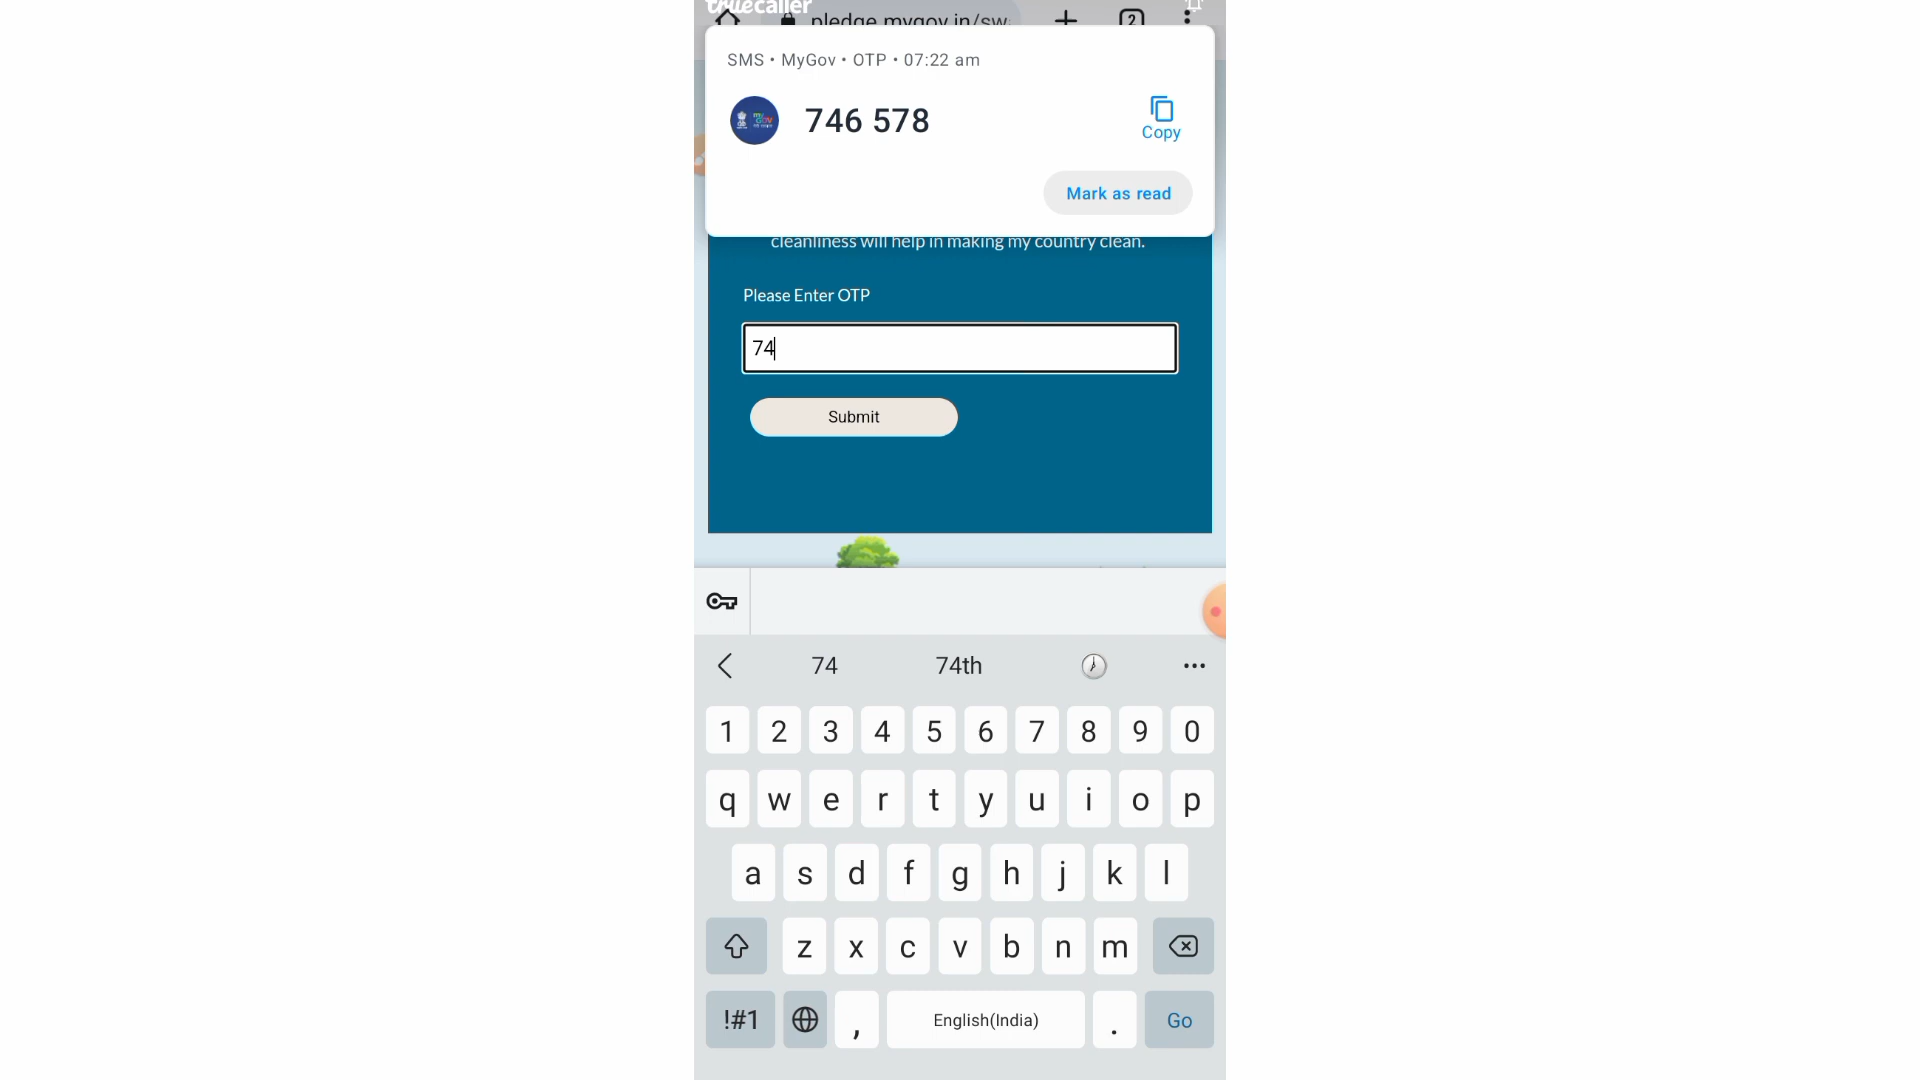 truecaller
pledge.mygov.in/sw
2
SMS • MyGov • OTP • 07:22 am
746 578
Copy
Mark as read
cleanliness will help in making my country clean.
Please Enter OTP
74
Submit
74 74th
1 2 3 4 5 6 7 8 9 0
q w e r t y u i o p
a s d f g h j k l
z x c v b n m
!#1 , English(India) . Go